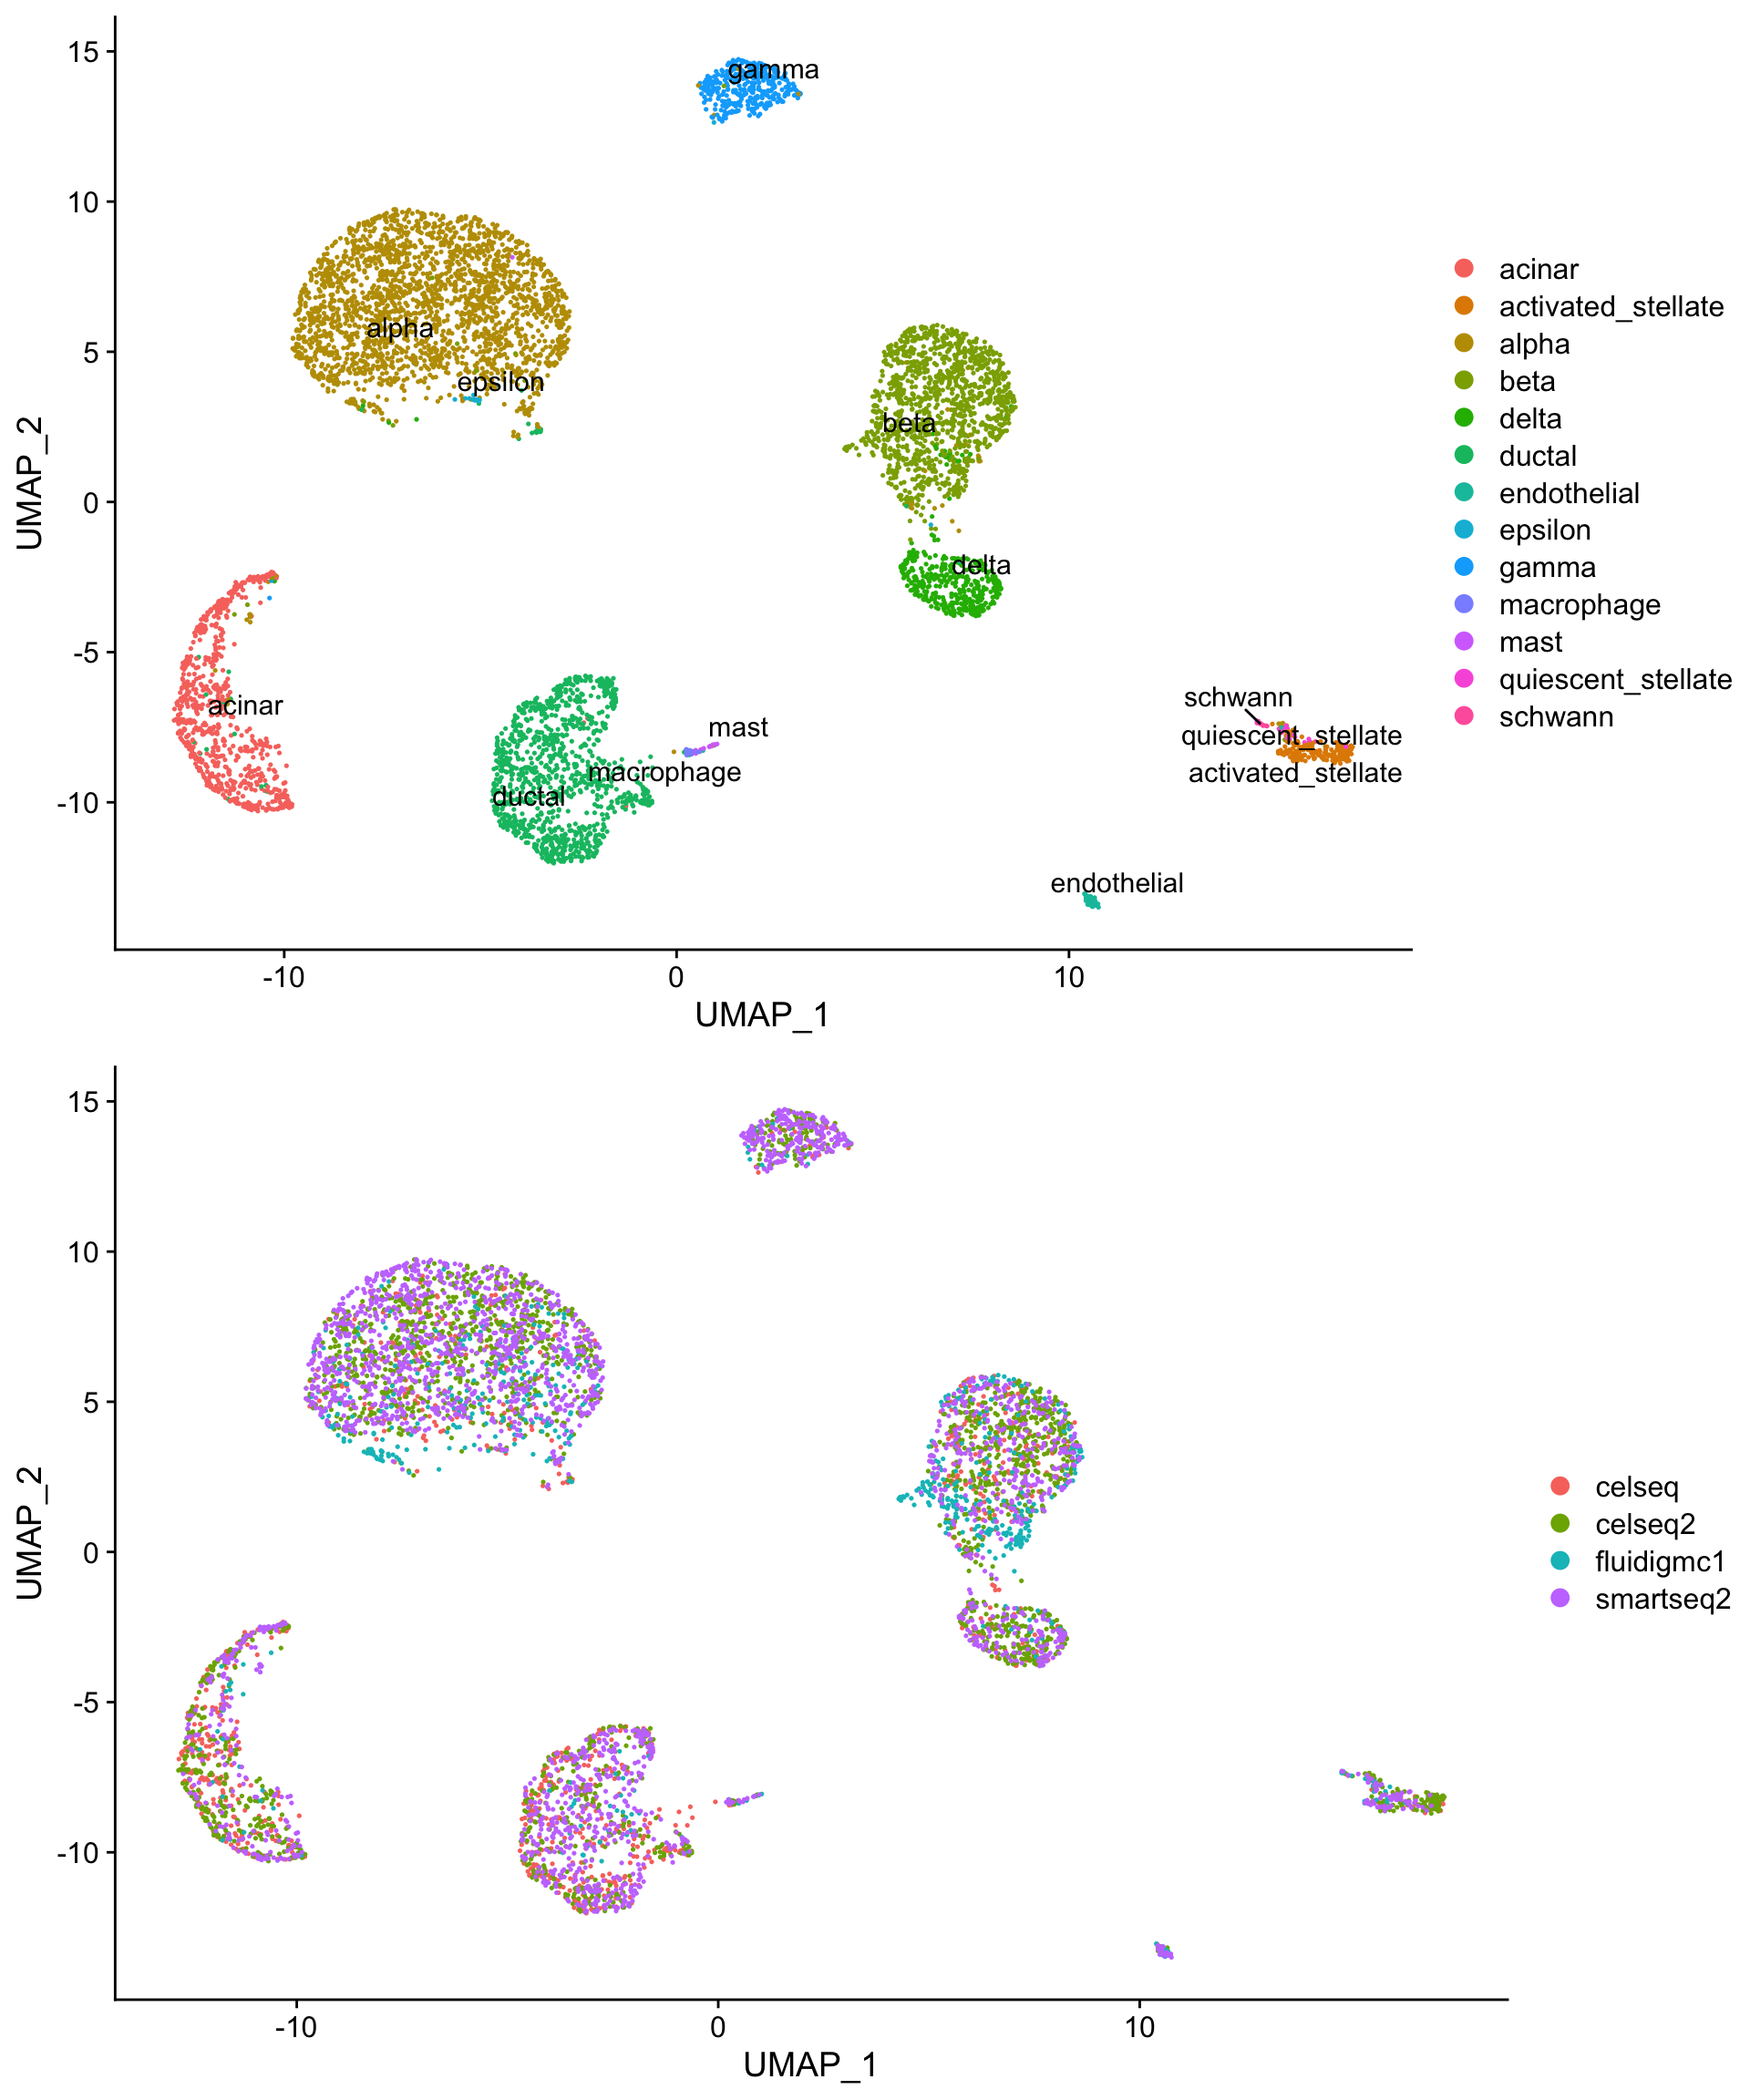 15
10
5
0
-5
-10
UMAP_2
gamma
alpha
epsilon
beta
delta
acinar
mast
macrophage
ductal
schwann
quiescent_stellate
activated_stellate
endothelial
-10
0
10
UMAP_1
acinar
activated_stellate
alpha
beta
delta
ductal
endothelial
epsilon
gamma
macrophage
mast
quiescent_stellate
schwann
15
10
5
0
-5
-10
UMAP_2
-10
0
10
UMAP_1
celseq
celseq2
fluidigmc1
smartseq2